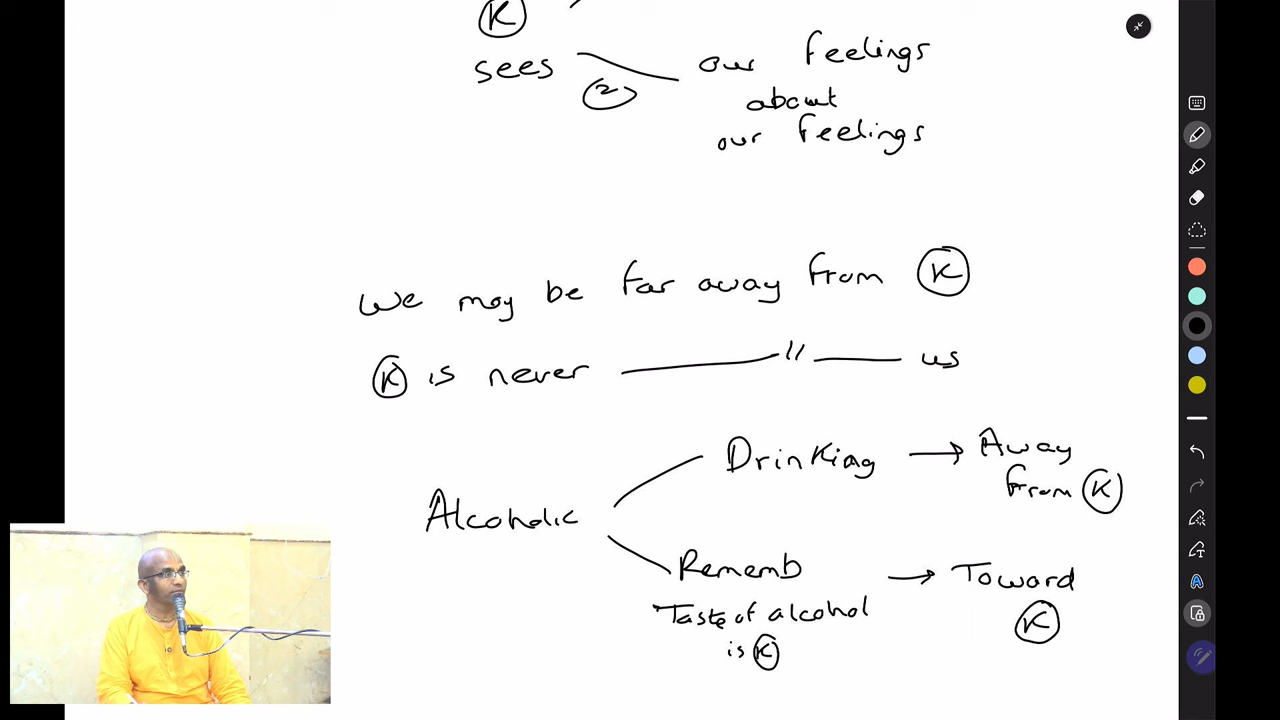 K
sees
2
our feelings
about
our feelings
We may be far away from K
K is never —— " —— us
Alcoholic
Drinking → Away
from K
Rememb → Toward
K
Taste of alcohol
is K